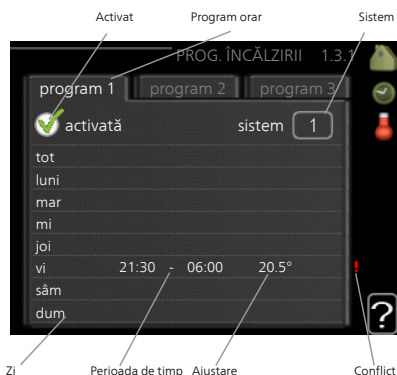 Activat Program orar Sistem
PROG. ÎNCĂLZIRII 1.3.1
program 1 program 2 program 3
activată sistem 1
tot
luni
mar
mi
joi
vi 21:30 - 06:00 20.5° !
sâm
dum
?
Zi Perioada de timp Ajustare Conflict